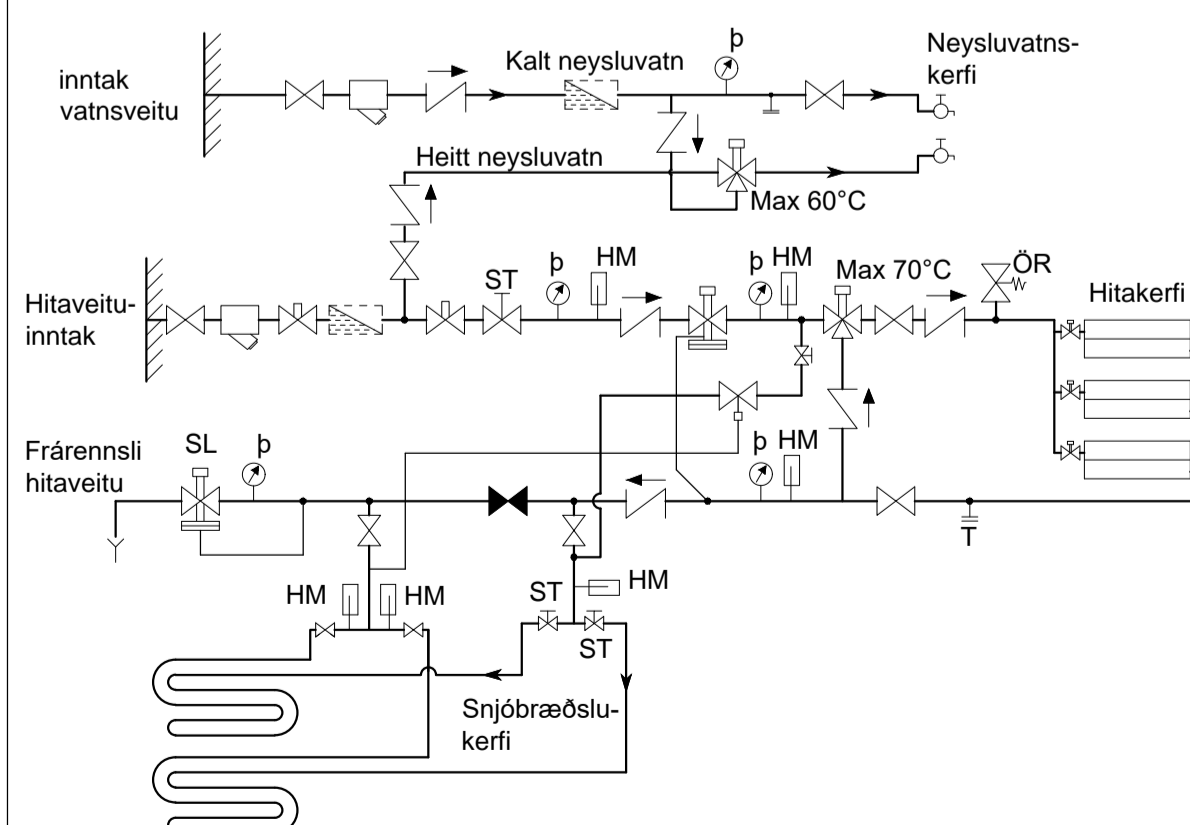 inntak
vatnsveitu
Kalt neysluvatn
þ
Neysluvatns-
kerfi
Heitt neysluvatn
Max 60°C
Hitaveitu-
inntak
ST
þ
HM
þ
HM
Max 70°C
ÖR
Hitakerfi
Frárennsli
hitaveitu
SL
þ
þ
HM
T
HM
HM
ST
HM
ST
Snjóbræðslu-
kerfi